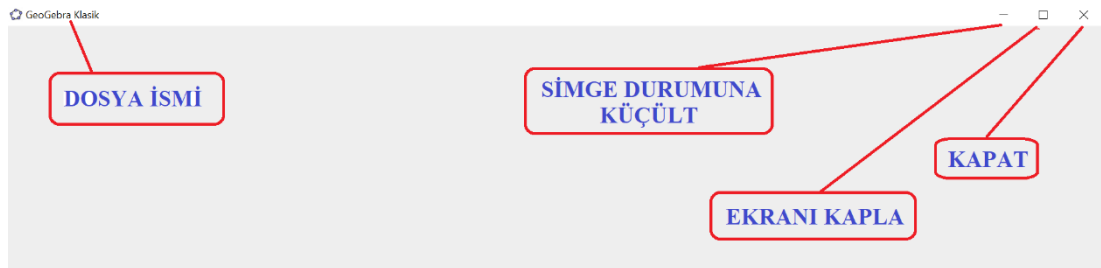 GeoGebra Klasik
DOSYA İSMİ
SİMGE DURUMUNA
KÜÇÜLT
KAPAT
EKRANI KAPLA